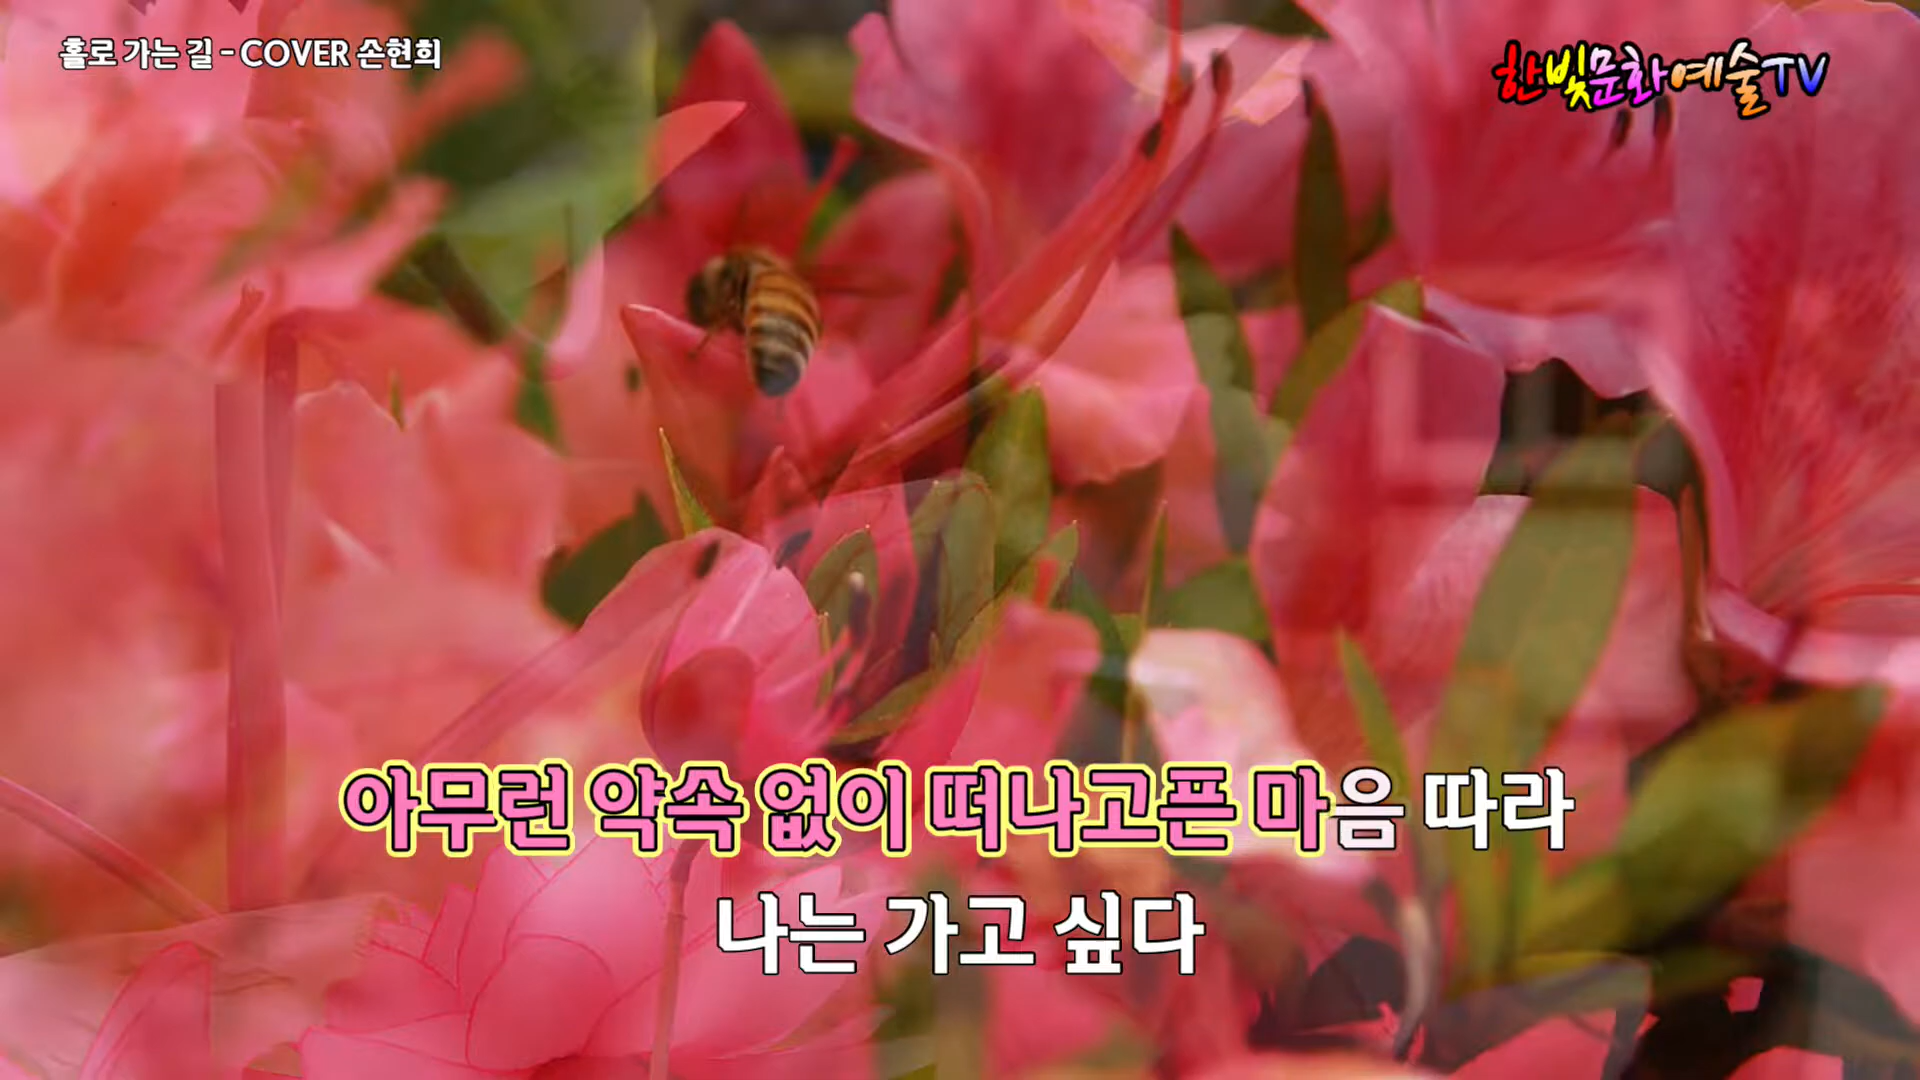 홀로 가는 길 - COVER 손현희
한빛문화예술TV
아무런 약속 없이 떠나고픈 마음 따라
나는 가고 싶다